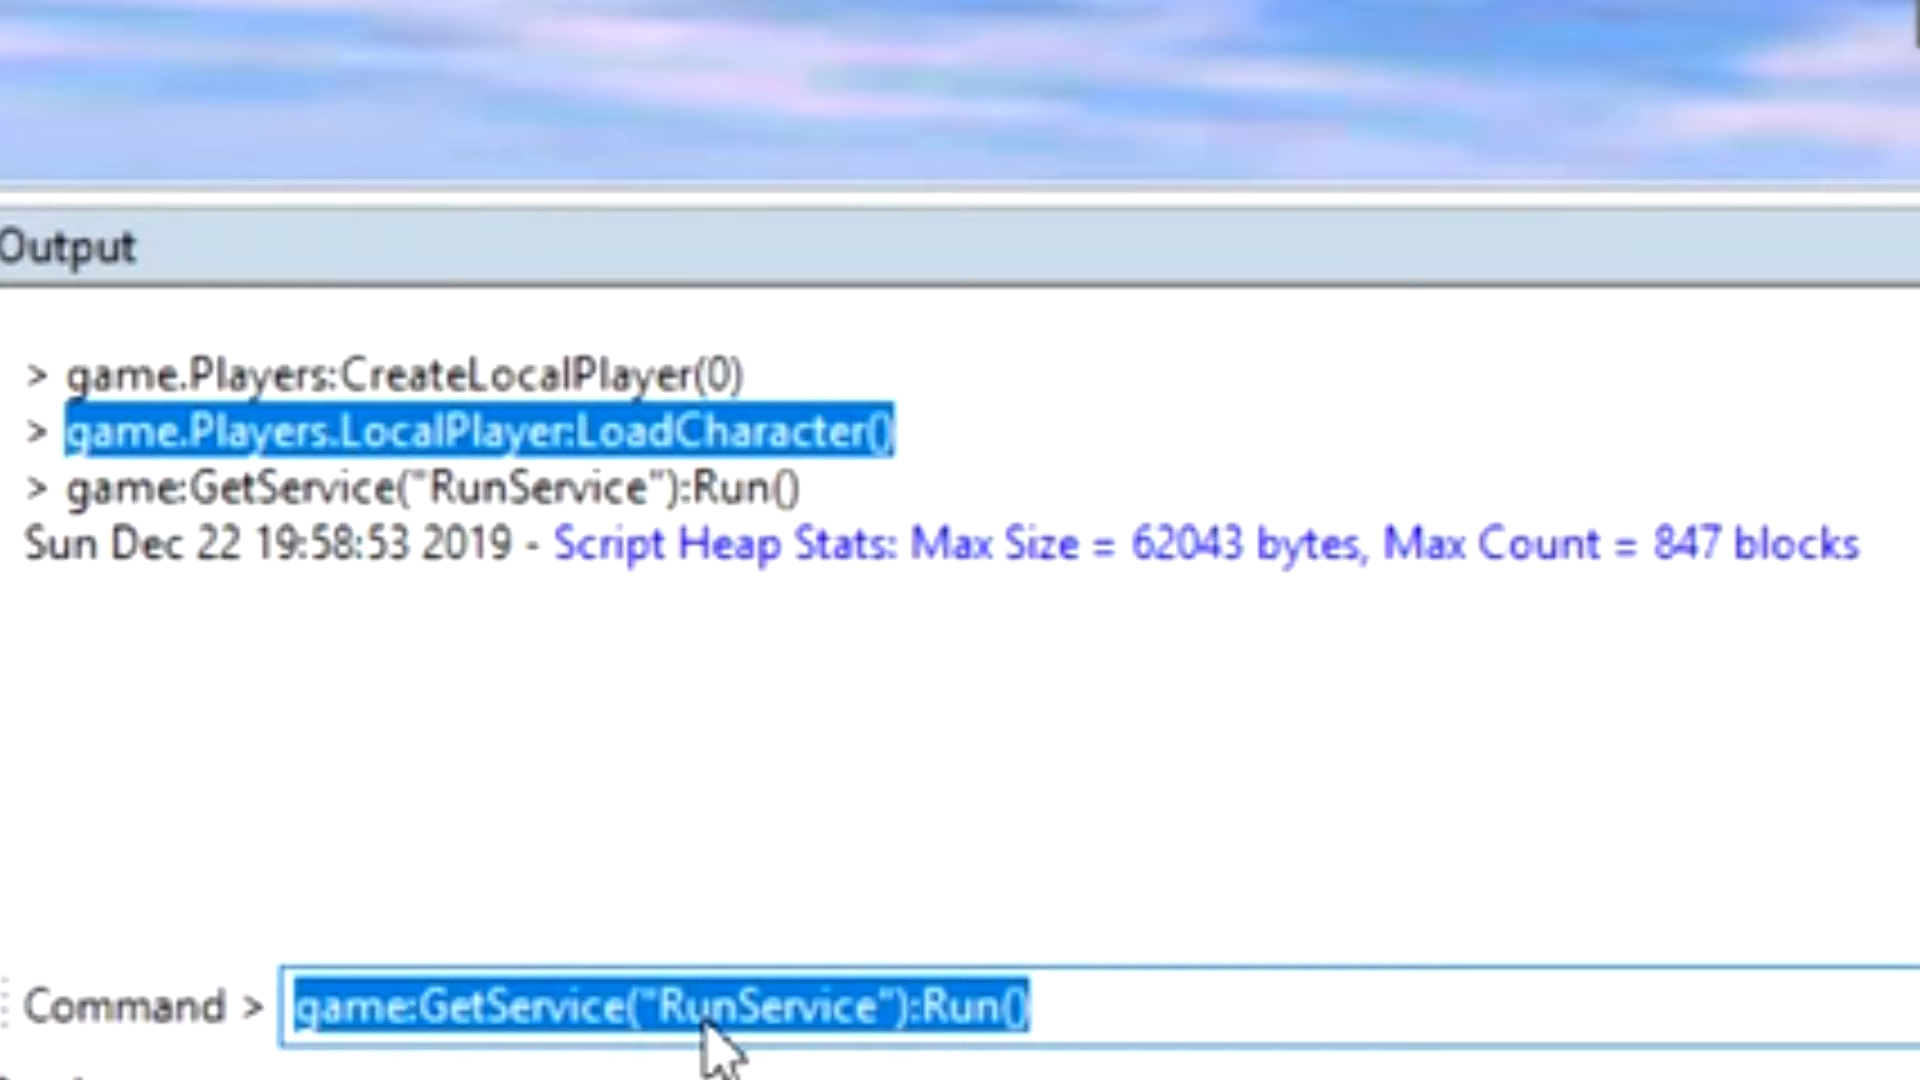 Output
> game.Players:CreateLocalPlayer(0)
> game.Players.LocalPlayer:LoadCharacter()
> game:GetService("RunService"):Run()
Sun Dec 22 19:58:53 2019 - Script Heap Stats: Max Size = 62043 bytes, Max Count = 847 blocks
Command > game:GetService("RunService"):Run()